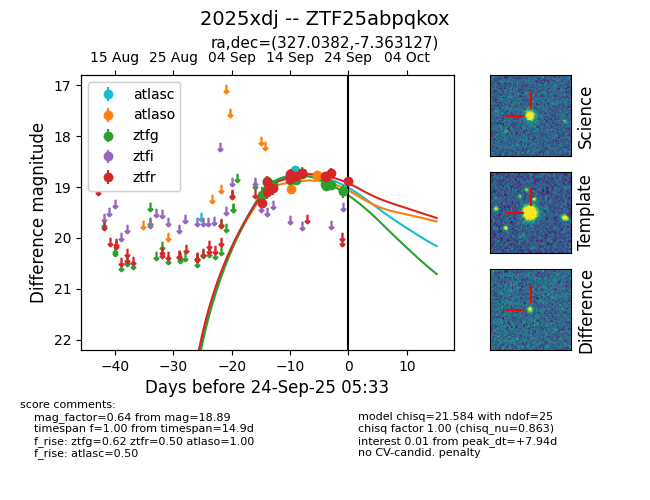 2025xdj -- ZTF25abpqkox
ra,dec=(327.0382,-7.363127)
15 Aug 25 Aug 04 Sep 14 Sep 24 Sep 04 Oct
17
18
19
20
21
22
Difference magnitude
atlasc
atlaso
ztfg
ztfi
ztfr
−40 −30 −20 −10 0 10
Days before 24-Sep-25 05:33
Science
Template
Difference
score comments:
mag_factor=0.64 from mag=18.89
timespan f=1.00 from timespan=14.9d
f_rise: ztfg=0.62 ztfr=0.50 atlaso=1.00
f_rise: atlasc=0.50
model chisq=21.584 with ndof=25
chisq factor 1.00 (chisq_nu=0.863)
interest 0.01 from peak_dt=+7.94d
no CV-candid. penalty